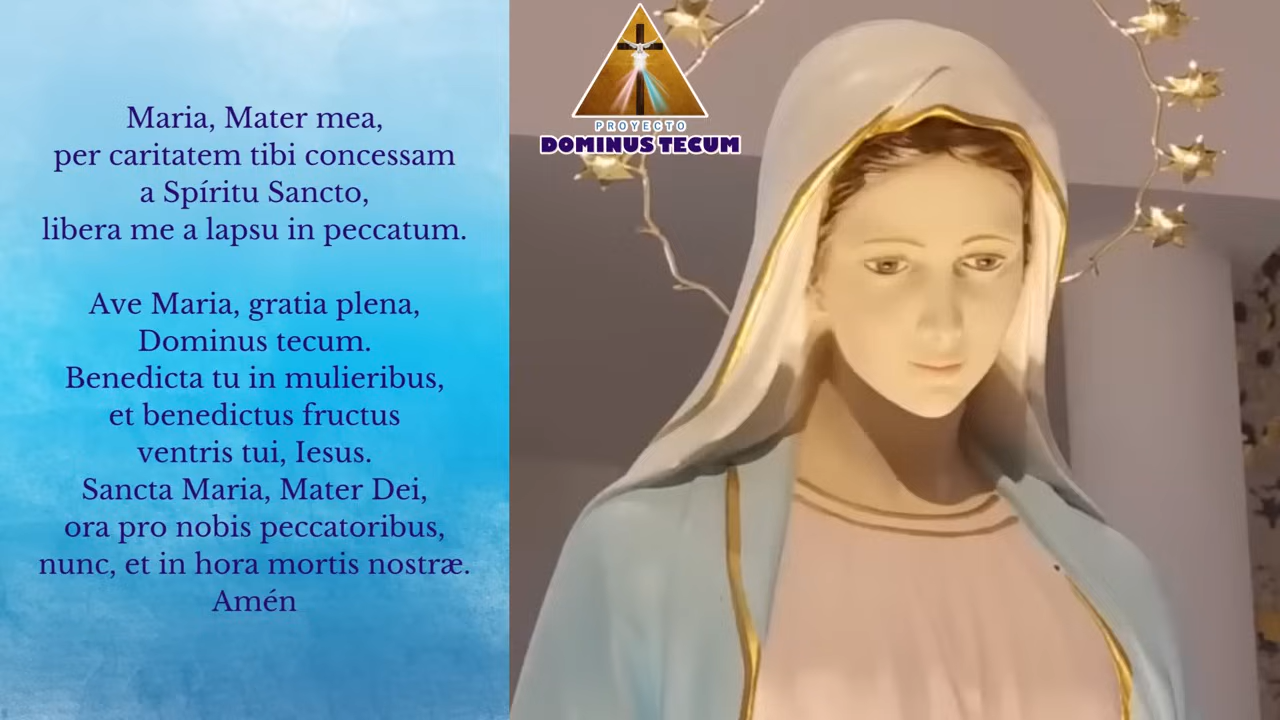 Maria, Mater mea,
per caritatem tibi concessam
a Spíritu Sancto,
libera me a lapsu in peccatum.
Ave Maria, gratia plena,
Dominus tecum.
Benedicta tu in mulieribus,
et benedictus fructus
ventris tui, Iesus.
Sancta Maria, Mater Dei,
ora pro nobis peccatoribus,
nunc, et in hora mortis nostræ.
Amén
PROYECTO
DOMINUS TECUM